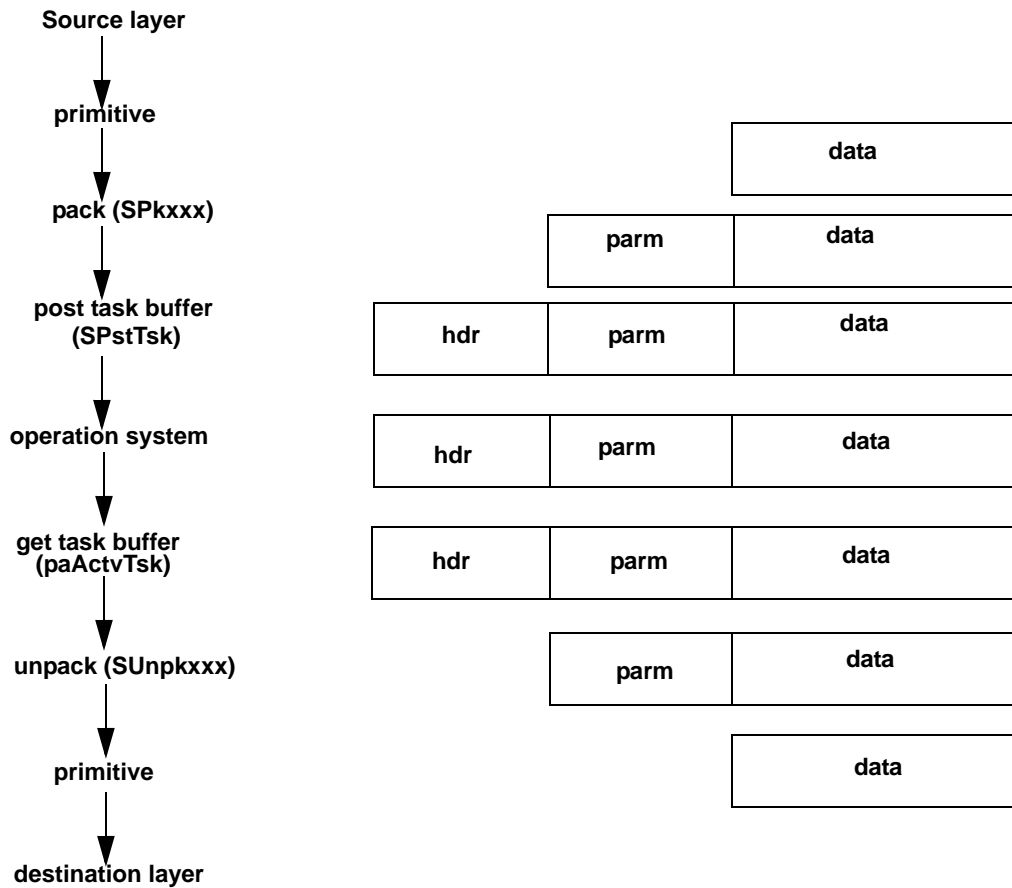 Source layer
primitive
data
pack (SPkxxx)
parm data
post task buffer
(SPstTsk)
hdr parm data
operation system
hdr parm data
get task buffer
(paActvTsk)
hdr parm data
unpack (SUnpkxxx)
parm data
primitive
data
destination layer